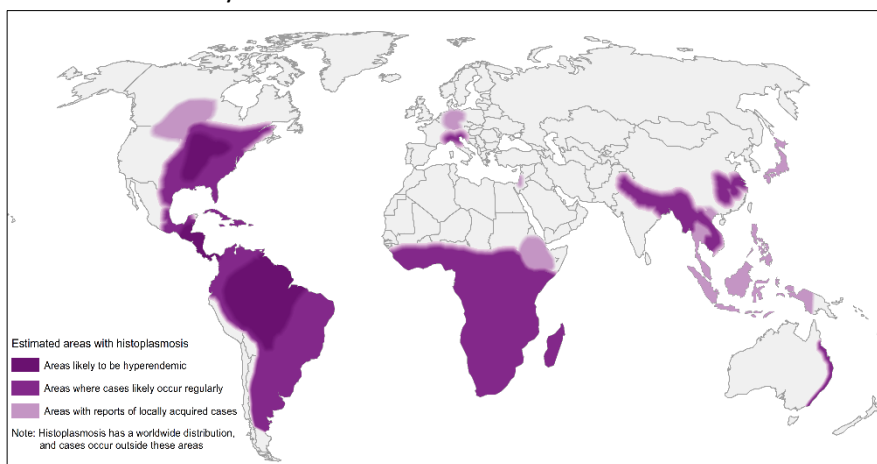 Estimated areas with histoplasmosis
Areas likely to be hyperendemic
Areas where cases likely occur regularly
Areas with reports of locally acquired cases
Note: Histoplasmosis has a worldwide distribution,
and cases occur outside these areas